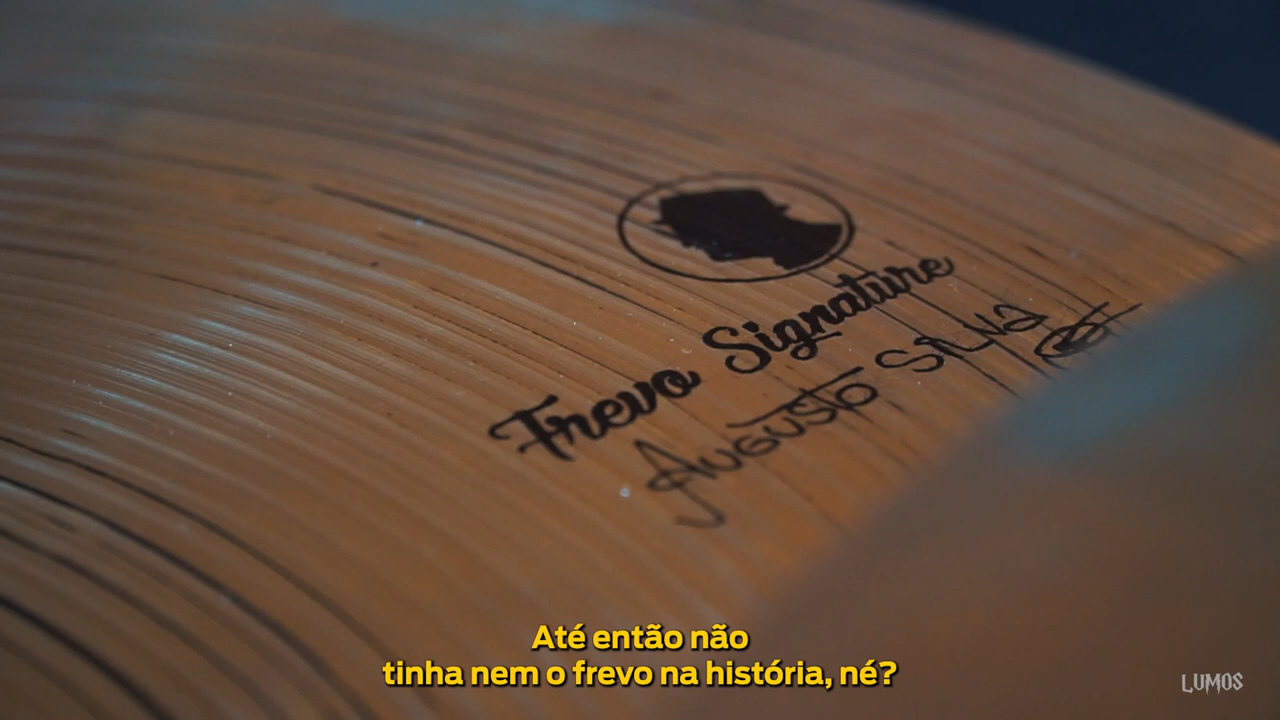 Frevo Signature
Augusto Silva
Até então não
tinha nem o frevo na história, né?
LUMOS